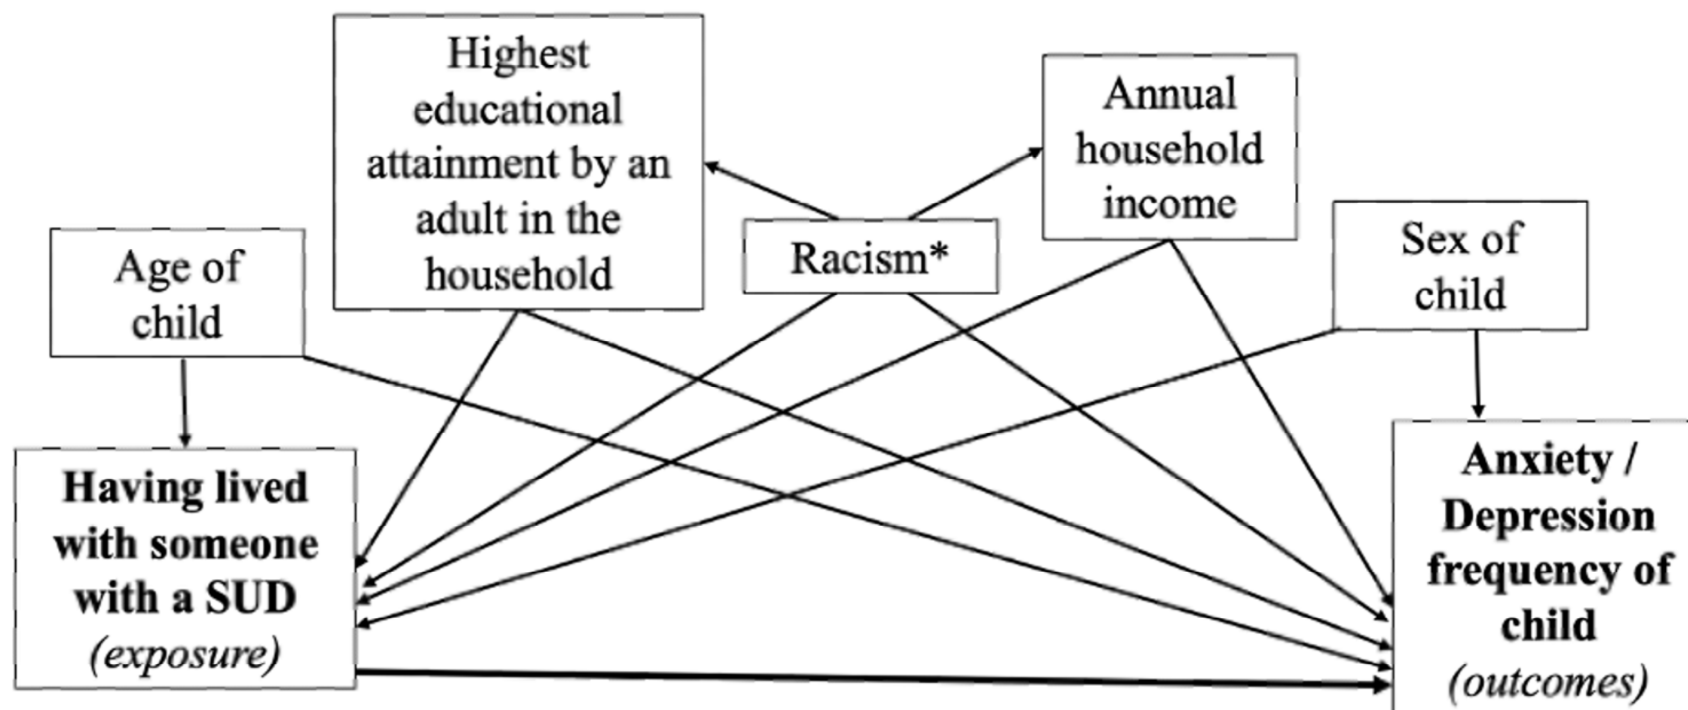 Highest
educational
attainment by an
adult in the
household
Annual
household
income
Racism*
Sex of
child
Age of
child
Having lived
with someone
with a SUD
(exposure)
Anxiety /
Depression
frequency of
child
(outcomes)